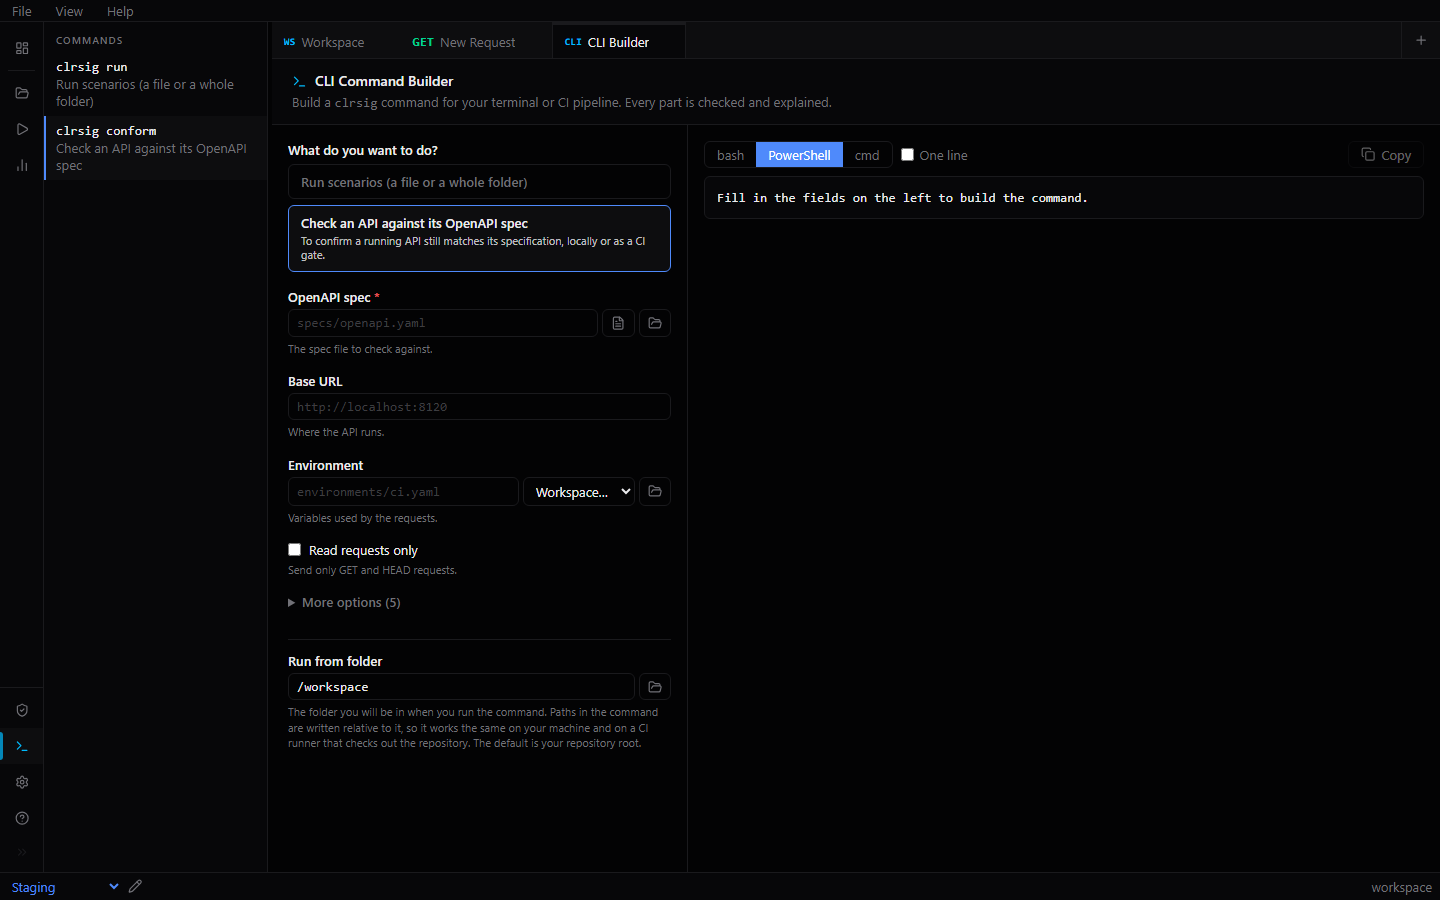 File View Help
COMMANDS
clrsig run
Run scenarios (a file or a whole
folder)
clrsig conform
Check an API against its OpenAPI
spec
WS Workspace
GET New Request
CLI CLI Builder
CLI Command Builder
Build a clrsig command for your terminal or CI pipeline. Every part is checked and explained.
What do you want to do?
Run scenarios (a file or a whole folder)
Check an API against its OpenAPI spec
To confirm a running API still matches its specification, locally or as a CI
gate.
OpenAPI spec *
specs/openapi.yaml
The spec file to check against.
Base URL
http://localhost:8120
Where the API runs.
Environment
environments/ci.yaml
Workspace...
Variables used by the requests.
Read requests only
Send only GET and HEAD requests.
More options (5)
Run from folder
/workspace
The folder you will be in when you run the command. Paths in the command
are written relative to it, so it works the same on your machine and on a CI
runner that checks out the repository. The default is your repository root.
bash PowerShell cmd One line Copy
Fill in the fields on the left to build the command.
Staging
workspace